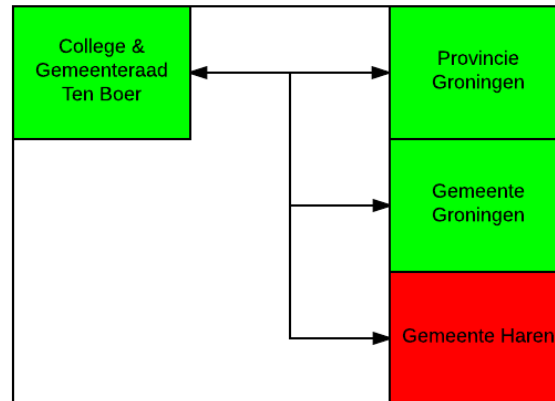 College &
Gemeenteraad
Ten Boer
Provincie
Groningen
Gemeente
Groningen
Gemeente Haren